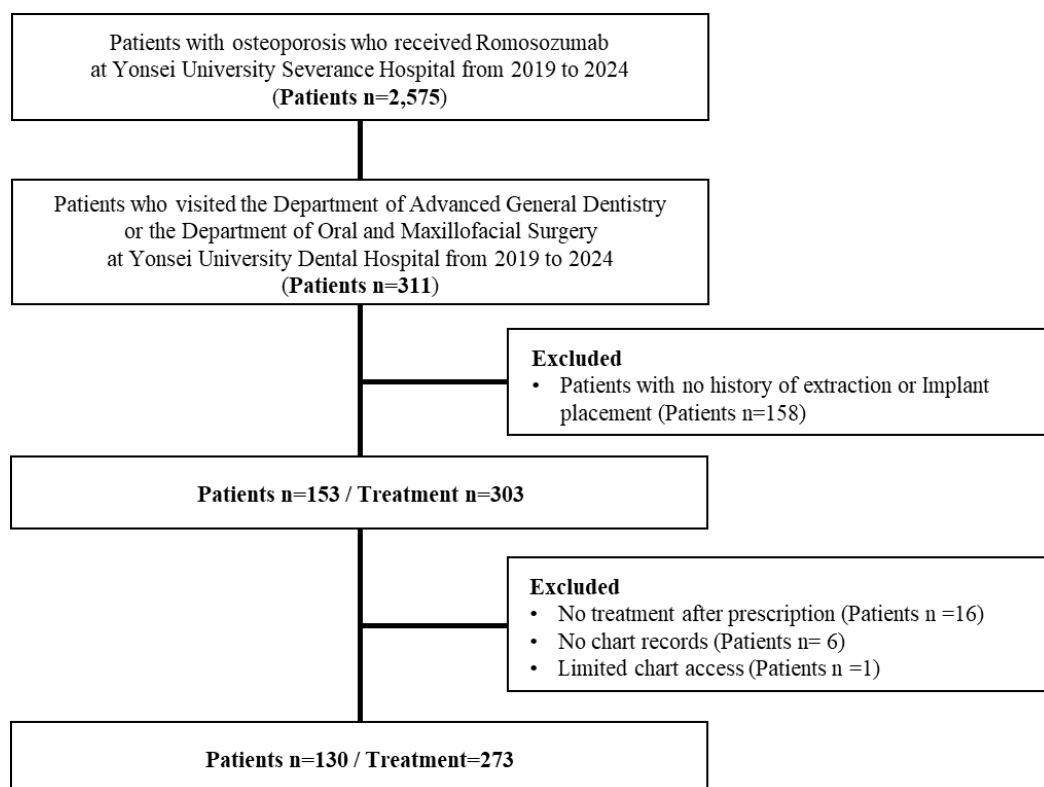 Patients with osteoporosis who received Romosozumab
at Yonsei University Severance Hospital from 2019 to 2024
(Patients n=2,575)
Patients who visited the Department of Advanced General Dentistry
or the Department of Oral and Maxillofacial Surgery
at Yonsei University Dental Hospital from 2019 to 2024
(Patients n=311)
Excluded
• Patients with no history of extraction or Implant
placement (Patients n=158)
Patients n=153 / Treatment n=303
Excluded
• No treatment after prescription (Patients n =16)
• No chart records (Patients n= 6)
• Limited chart access (Patients n =1)
Patients n=130 / Treatment=273